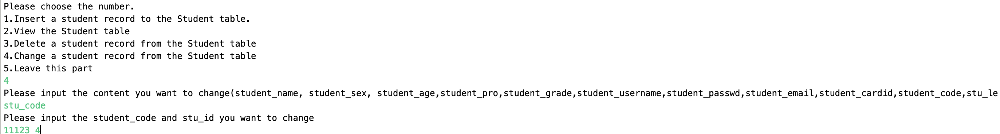 Please choose the number.
1.Insert a student record to the Student table.
2.View the Student table
3.Delete a student record from the Student table
4.Change a student record from the Student table
5.Leave this part
4
Please input the content you want to change(student_name, student_sex, student_age,student_pro,student_grade,student_username,student_passwd,student_email,student_cardid,student_code,stu_le
stu_code
Please input the student_code and stu_id you want to change
11123 4